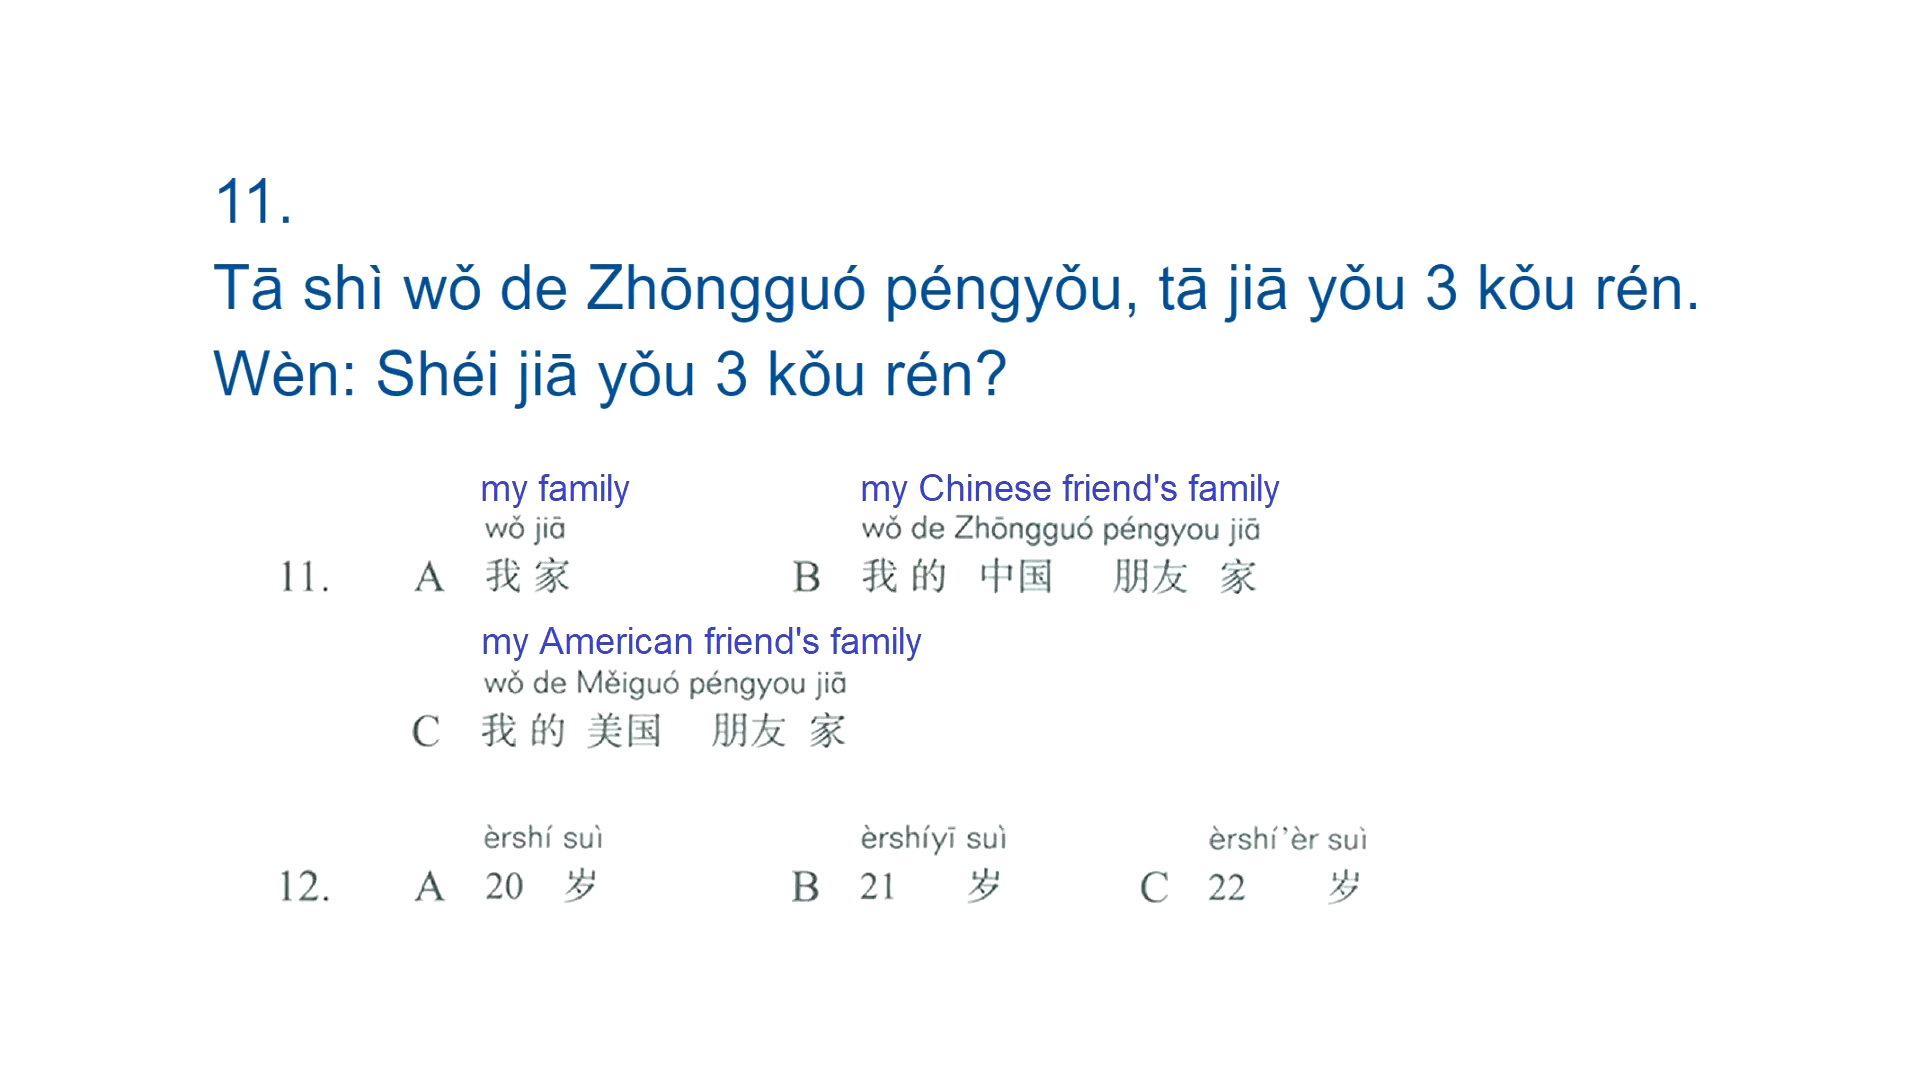 11.
Tā shì wǒ de Zhōngguó péngyǒu, tā jiā yǒu 3 kǒu rén.
Wèn: Shéi jiā yǒu 3 kǒu rén?
my family my Chinese friend's family
wǒ jiā wǒ de Zhōngguó péngyou jiā
11. A 我 家 B 我 的 中国 朋友 家
my American friend's family
wǒ de Měiguó péngyou jiā
C 我 的 美国 朋友 家
èrshí suì èrshíyī suì èrshí’èr suì
12. A 20 岁 B 21 岁 C 22 岁